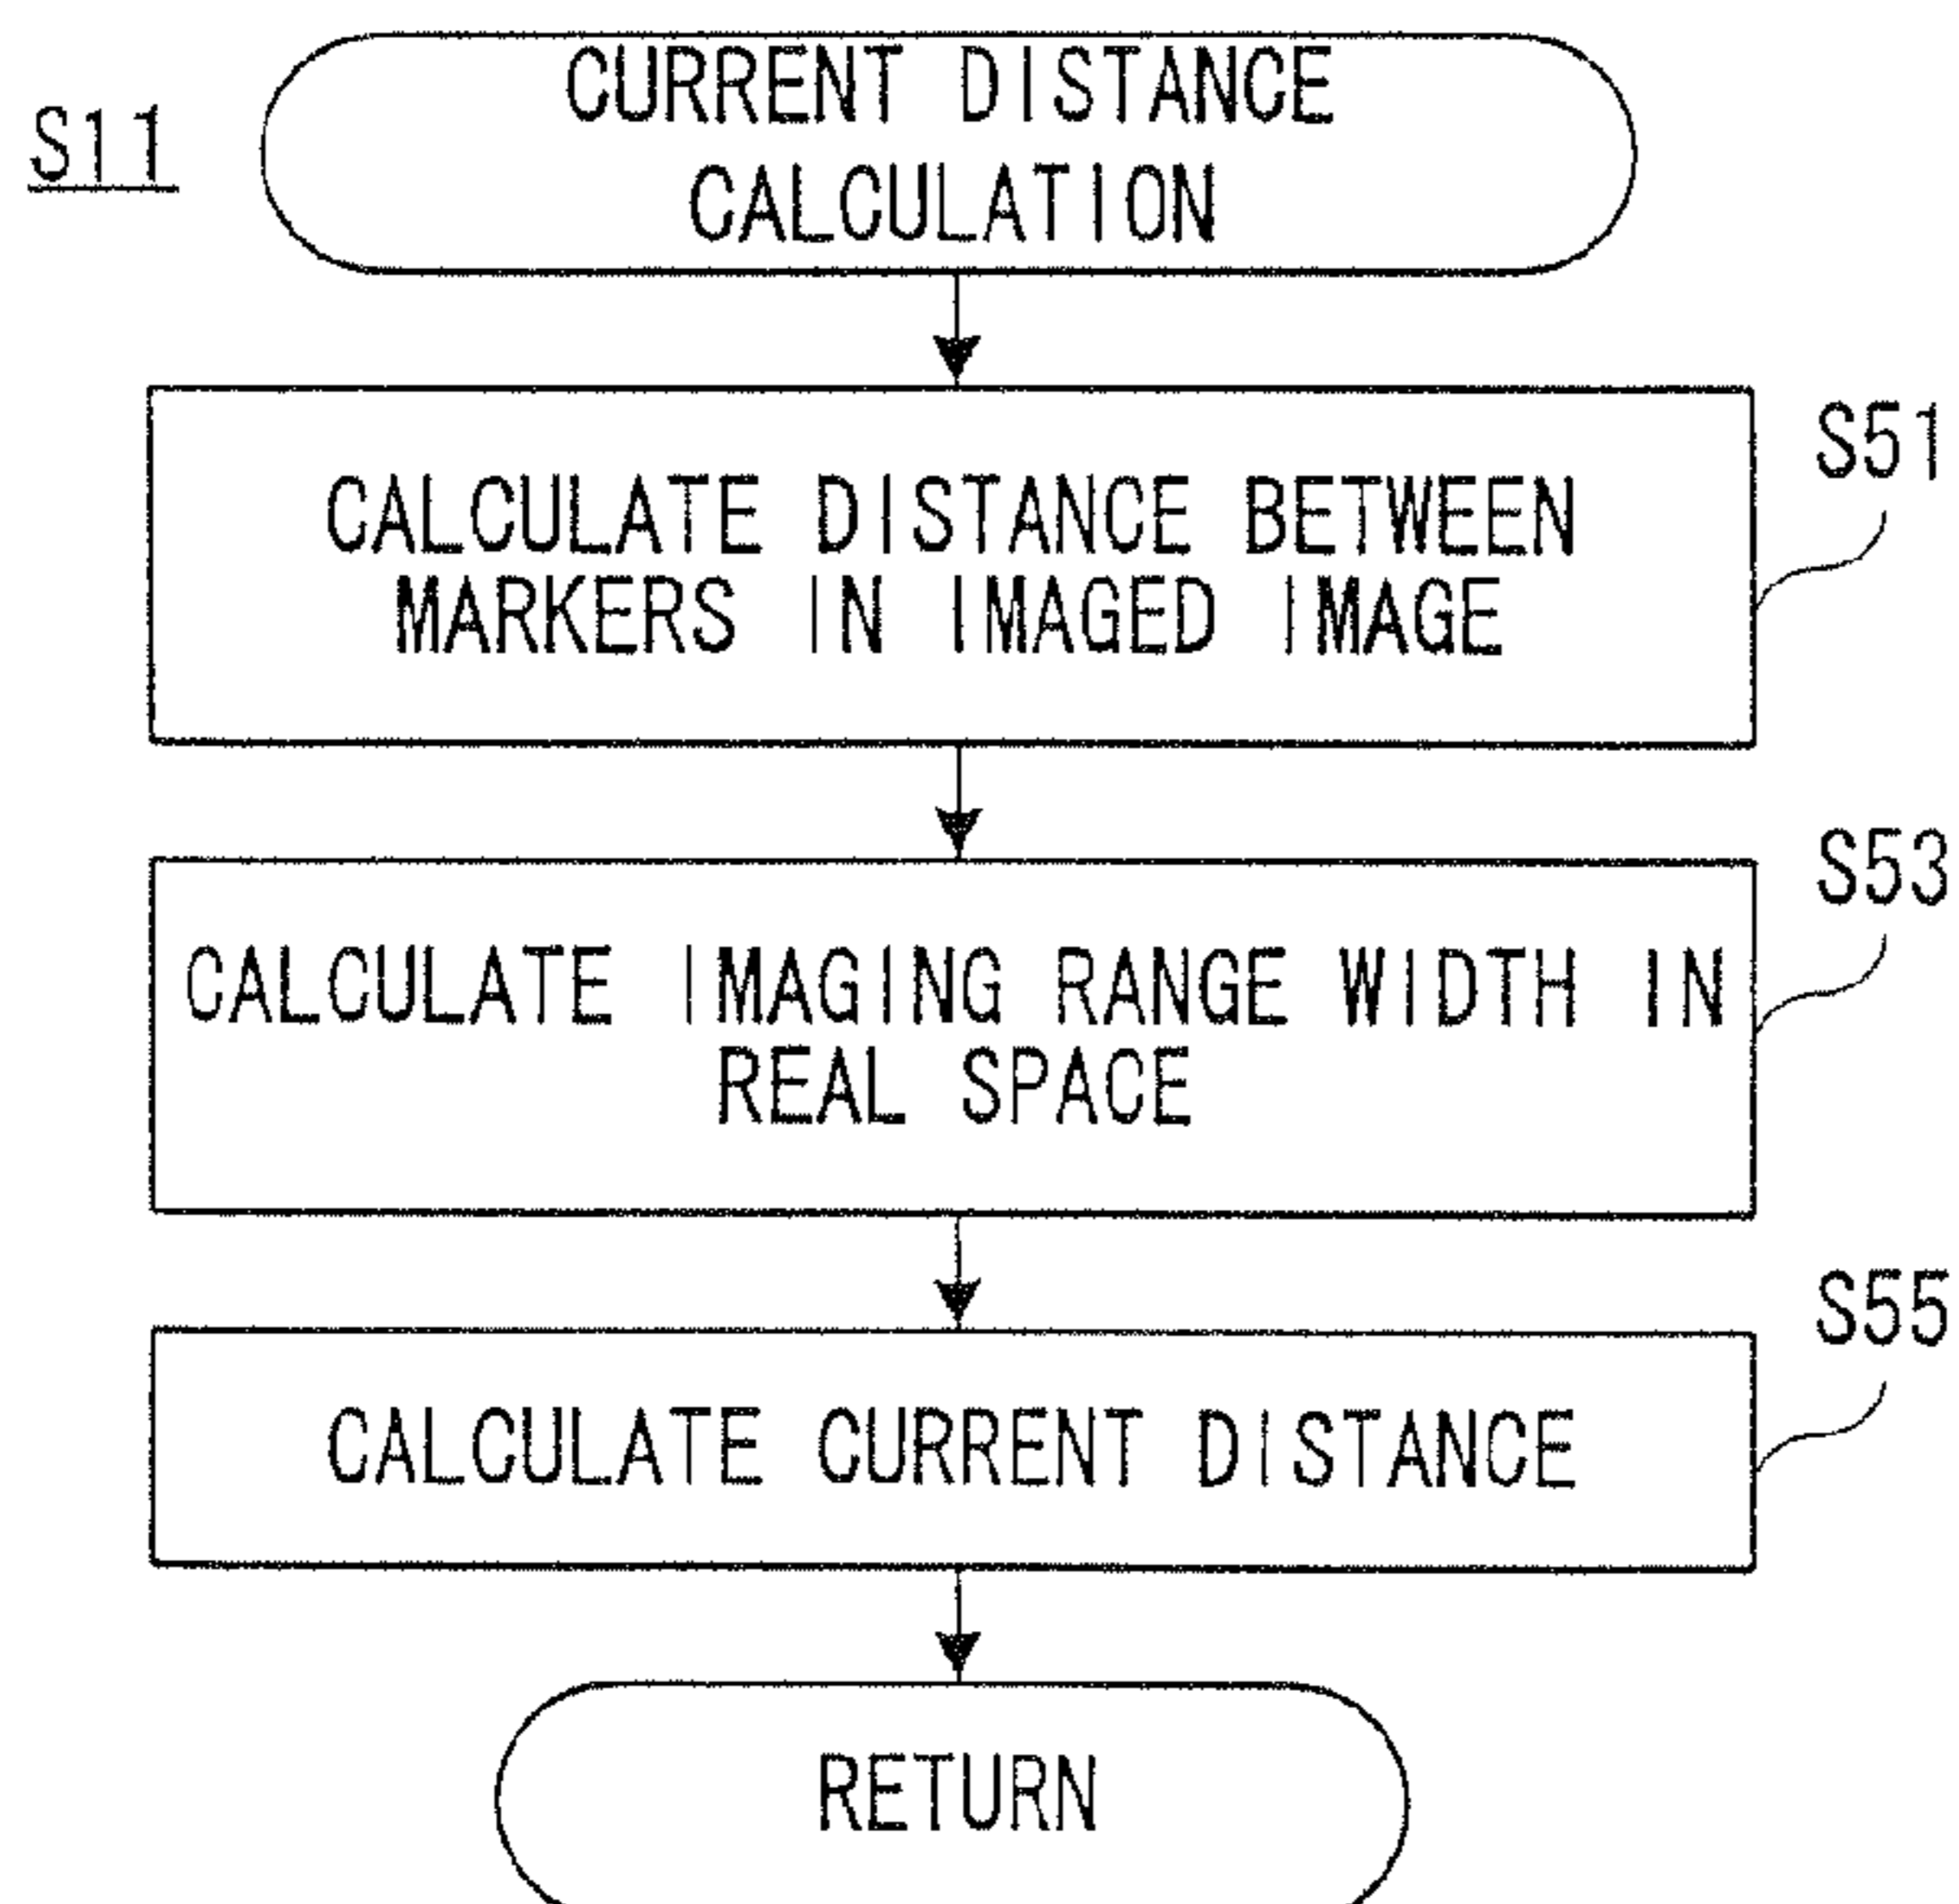 S11
CURRENT DISTANCE
CALCULATION
S51
CALCULATE DISTANCE BETWEEN
MARKERS IN IMAGED IMAGE
S53
CALCULATE IMAGING RANGE WIDTH IN
REAL SPACE
S55
CALCULATE CURRENT DISTANCE
RETURN